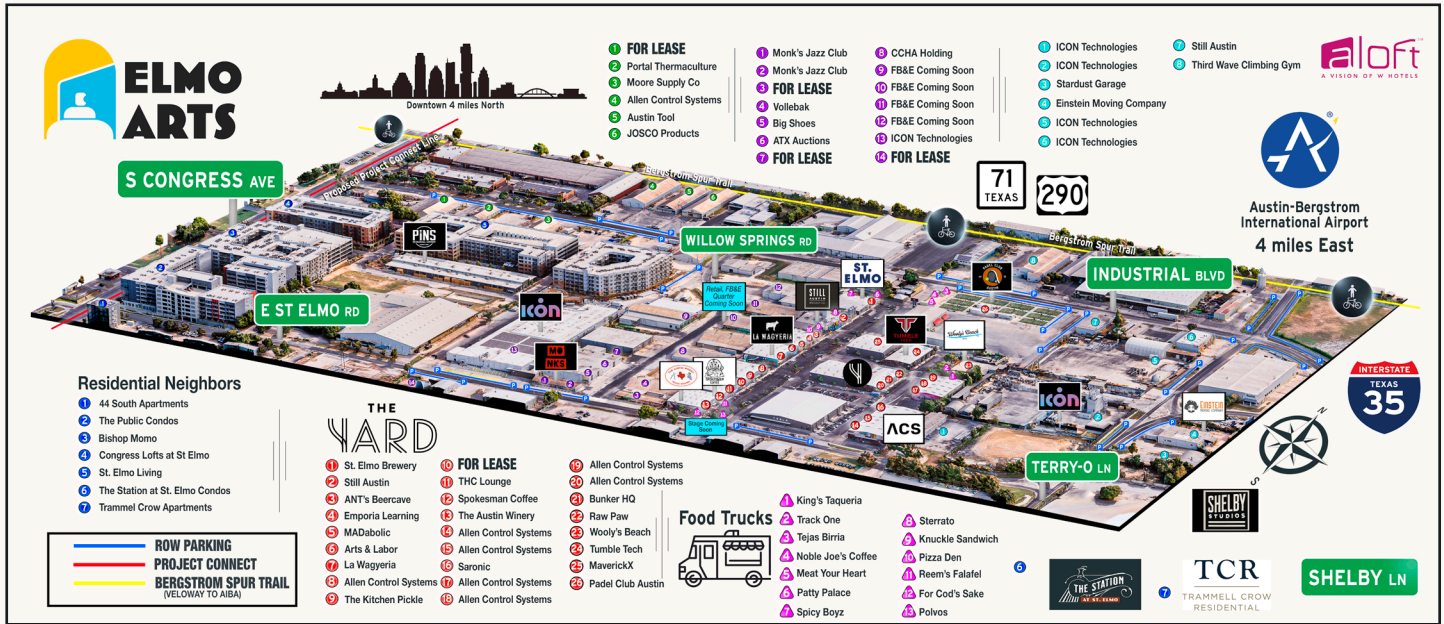 ELMO
ARTS
Downtown 4 miles North
1 FOR LEASE
2 Portal Thermaculture
3 Moore Supply Co
4 Allen Control Systems
5 Austin Tool
6 JOSCO Products
1 Monk's Jazz Club
2 Monk's Jazz Club
3 FOR LEASE
4 Vollebak
5 Big Shoes
6 ATX Auctions
7 FOR LEASE
8 CCHA Holding
9 FB&E Coming Soon
10 FB&E Coming Soon
11 FB&E Coming Soon
12 FB&E Coming Soon
13 ICON Technologies
14 FOR LEASE
1 ICON Technologies
2 ICON Technologies
3 Stardust Garage
4 Einstein Moving Company
5 ICON Technologies
6 ICON Technologies
7 Still Austin
8 Third Wave Climbing Gym
aloft
A VISION OF W HOTELS
Austin-Bergstrom
International Airport
4 miles East
71
TEXAS
290
S CONGRESS AVE
Proposed Project Connect Line
Bergstrom Spur Trail
Bergstrom Spur Trail
PiNS
WILLOW SPRINGS RD
ST.
ELMO
INDUSTRIAL BLVD
E ST ELMO RD
Retail, FB&E
Quarter
Coming Soon
STILL
AUSTIN
ICON
LA WAGYERIA
TUMBLE
Wooly's Beach
MO
NKS
ICON
EINSTEIN
ACS
Stage Coming
Soon
TERRY-O LN
INTERSTATE
TEXAS
35
N
S
SHELBY
STUDIOS
Residential Neighbors
1 44 South Apartments
2 The Public Condos
3 Bishop Momo
4 Congress Lofts at St Elmo
5 St. Elmo Living
6 The Station at St. Elmo Condos
7 Trammel Crow Apartments
ROW PARKING
PROJECT CONNECT
BERGSTROM SPUR TRAIL
(VELOWAY TO AIBA)
THE
YARD
1 St. Elmo Brewery
2 Still Austin
3 ANT's Beercave
4 Emporia Learning
5 MADabolic
6 Arts & Labor
7 La Wagyeria
8 Allen Control Systems
9 The Kitchen Pickle
10 FOR LEASE
11 THC Lounge
12 Spokesman Coffee
13 The Austin Winery
14 Allen Control Systems
15 Allen Control Systems
16 Saronic
17 Allen Control Systems
18 Allen Control Systems
19 Allen Control Systems
20 Allen Control Systems
21 Bunker HQ
22 Raw Paw
23 Wooly's Beach
24 Tumble Tech
25 MaverickX
26 Padel Club Austin
Food Trucks
1 King's Taqueria
2 Track One
3 Tejas Birria
4 Noble Joe's Coffee
5 Meat Your Heart
6 Patty Palace
7 Spicy Boyz
8 Sterrato
9 Knuckle Sandwich
10 Pizza Den
11 Reem's Falafel
12 For Cod's Sake
13 Polvos
6
THE STATION
AT ST. ELMO
7
TCR
TRAMMELL CROW
RESIDENTIAL
SHELBY LN